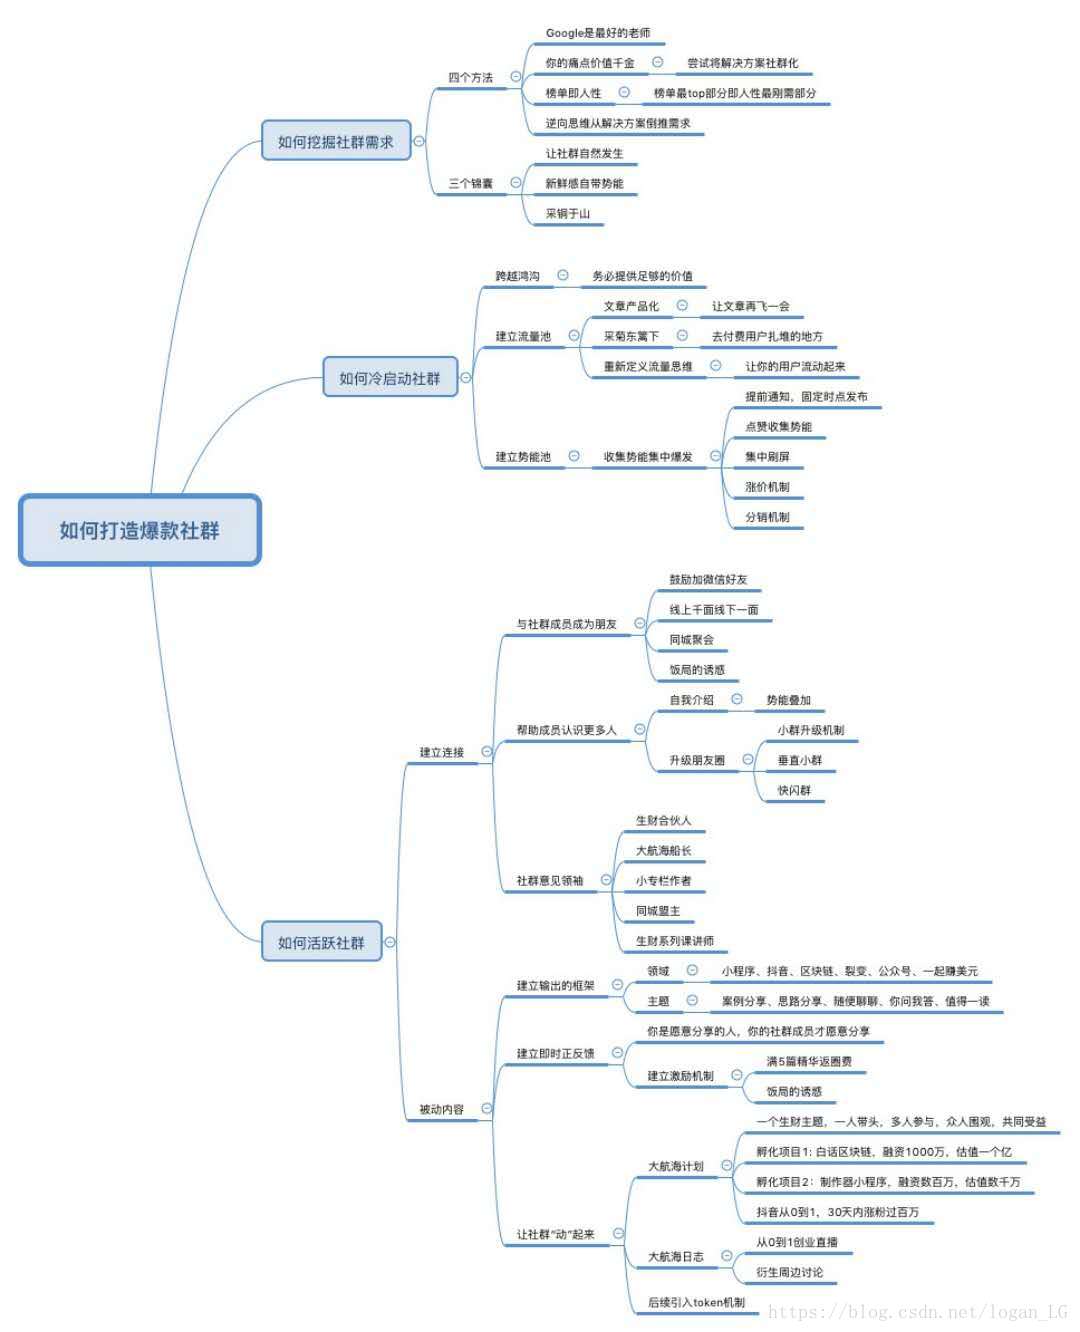 如何打造爆款社群
如何挖掘社群需求
四个方法
Google是最好的老师
你的痛点价值千金
尝试将解决方案社群化
榜单即人性
榜单最top部分即人性最刚需部分
逆向思维从解决方案倒推需求
三个锦囊
让社群自然发生
新鲜感自带势能
采铜于山
如何冷启动社群
跨越鸿沟
务必提供足够的价值
建立流量池
文章产品化
让文章再飞一会
采菊东篱下
去付费用户扎堆的地方
重新定义流量思维
让你的用户流动起来
建立势能池
收集势能集中爆发
提前通知，固定时点发布
点赞收集势能
集中刷屏
涨价机制
分销机制
如何活跃社群
建立连接
与社群成员成为朋友
鼓励加微信好友
线上千面线下一面
同城聚会
饭局的诱惑
帮助成员认识更多人
自我介绍
势能叠加
升级朋友圈
小群升级机制
垂直小群
快闪群
社群意见领袖
生财合伙人
大航海船长
小专栏作者
同城盟主
生财系列课讲师
被动内容
建立输出的框架
领域
小程序、抖音、区块链、裂变、公众号、一起赚美元
主题
案例分享、思路分享、随便聊聊、你问我答、值得一读
建立即时正反馈
你是愿意分享的人，你的社群成员才愿意分享
建立激励机制
满5篇精华返圈费
饭局的诱惑
让社群“动”起来
大航海计划
一个生财主题，一人带头，多人参与，众人围观，共同受益
孵化项目1: 白话区块链，融资1000万，估值一个亿
孵化项目2：制作器小程序，融资数百万，估值数千万
抖音从0到1，30天内涨粉过百万
大航海日志
从0到1创业直播
衍生周边讨论
后续引入token机制
https://blog.csdn.net/logan_LG